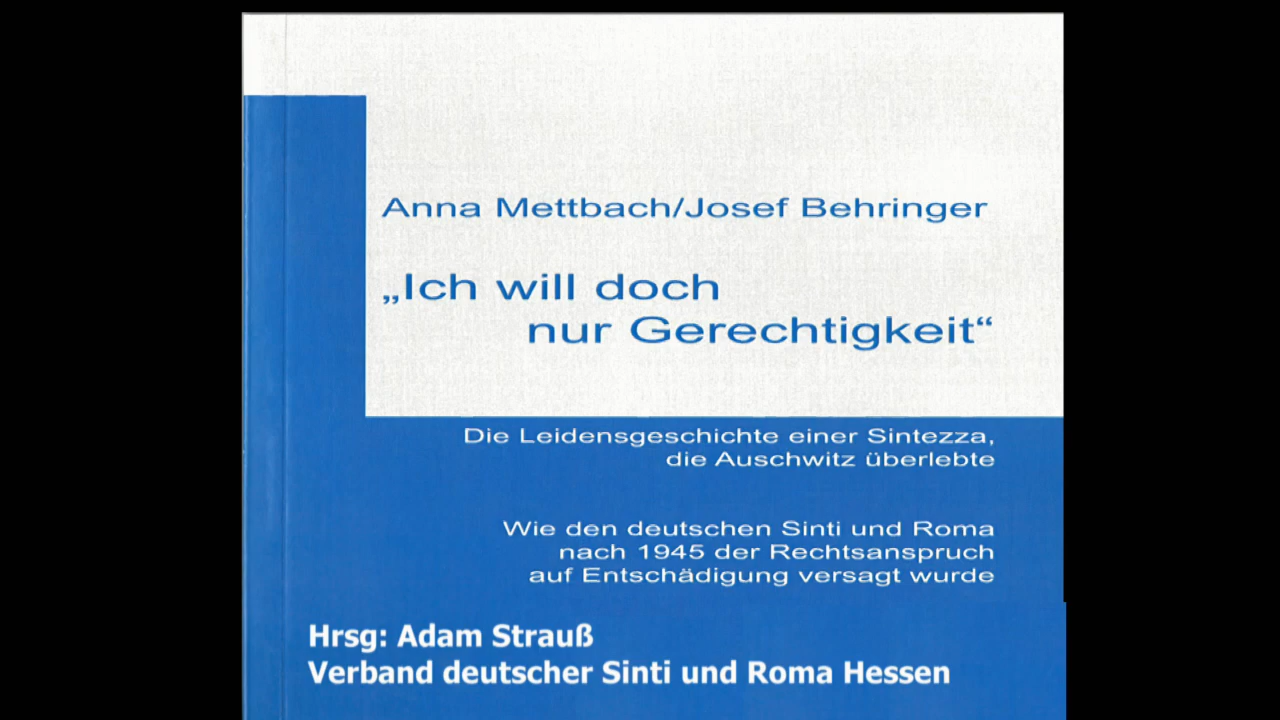 Anna Mettbach/Josef Behringer
„Ich will doch
nur Gerechtigkeit“
Die Leidensgeschichte einer Sintezza,
die Auschwitz überlebte
Wie den deutschen Sinti und Roma
nach 1945 der Rechtsanspruch
auf Entschädigung versagt wurde
Hrsg: Adam Strauß
Verband deutscher Sinti und Roma Hessen